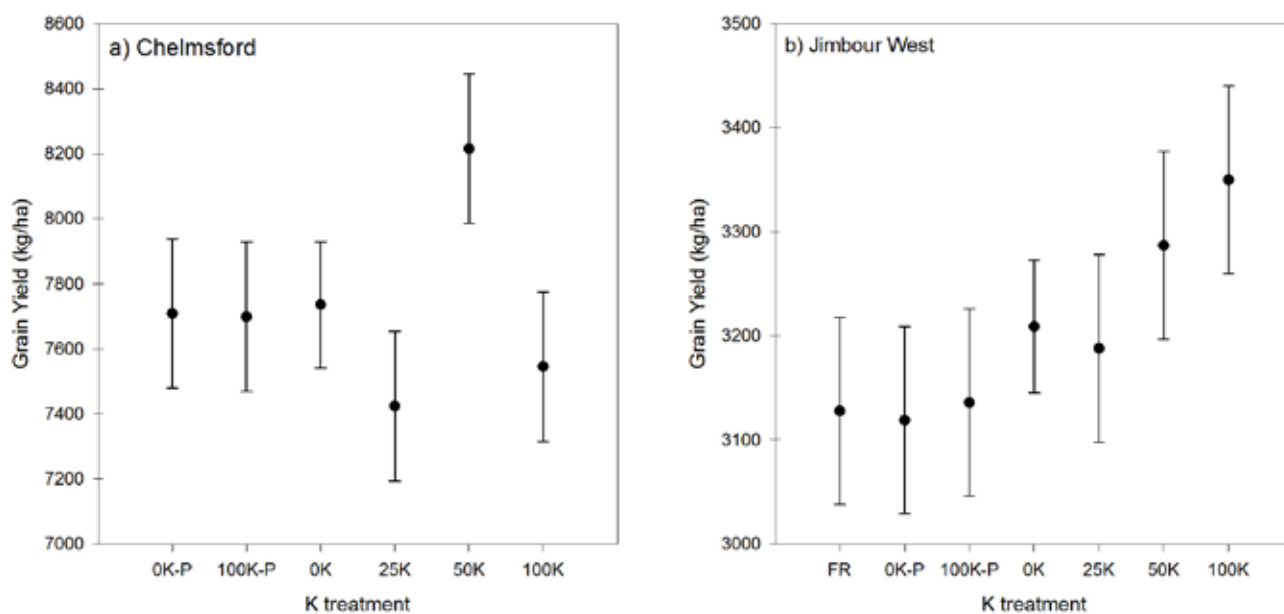 a) Chelmsford
8600
8400
8200
8000
7800
7600
7400
7200
7000
Grain Yield (kg/ha)
0K-P 100K-P 0K 25K 50K 100K
K treatment
b) Jimbour West
3500
3400
3300
3200
3100
3000
Grain Yield (kg/ha)
FR 0K-P 100K-P 0K 25K 50K 100K
K treatment